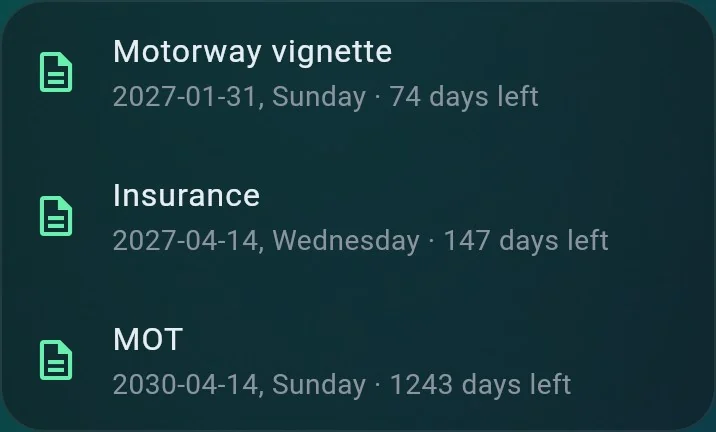 Motorway vignette
2027-01-31, Sunday · 74 days left
Insurance
2027-04-14, Wednesday · 147 days left
MOT
2030-04-14, Sunday · 1243 days left